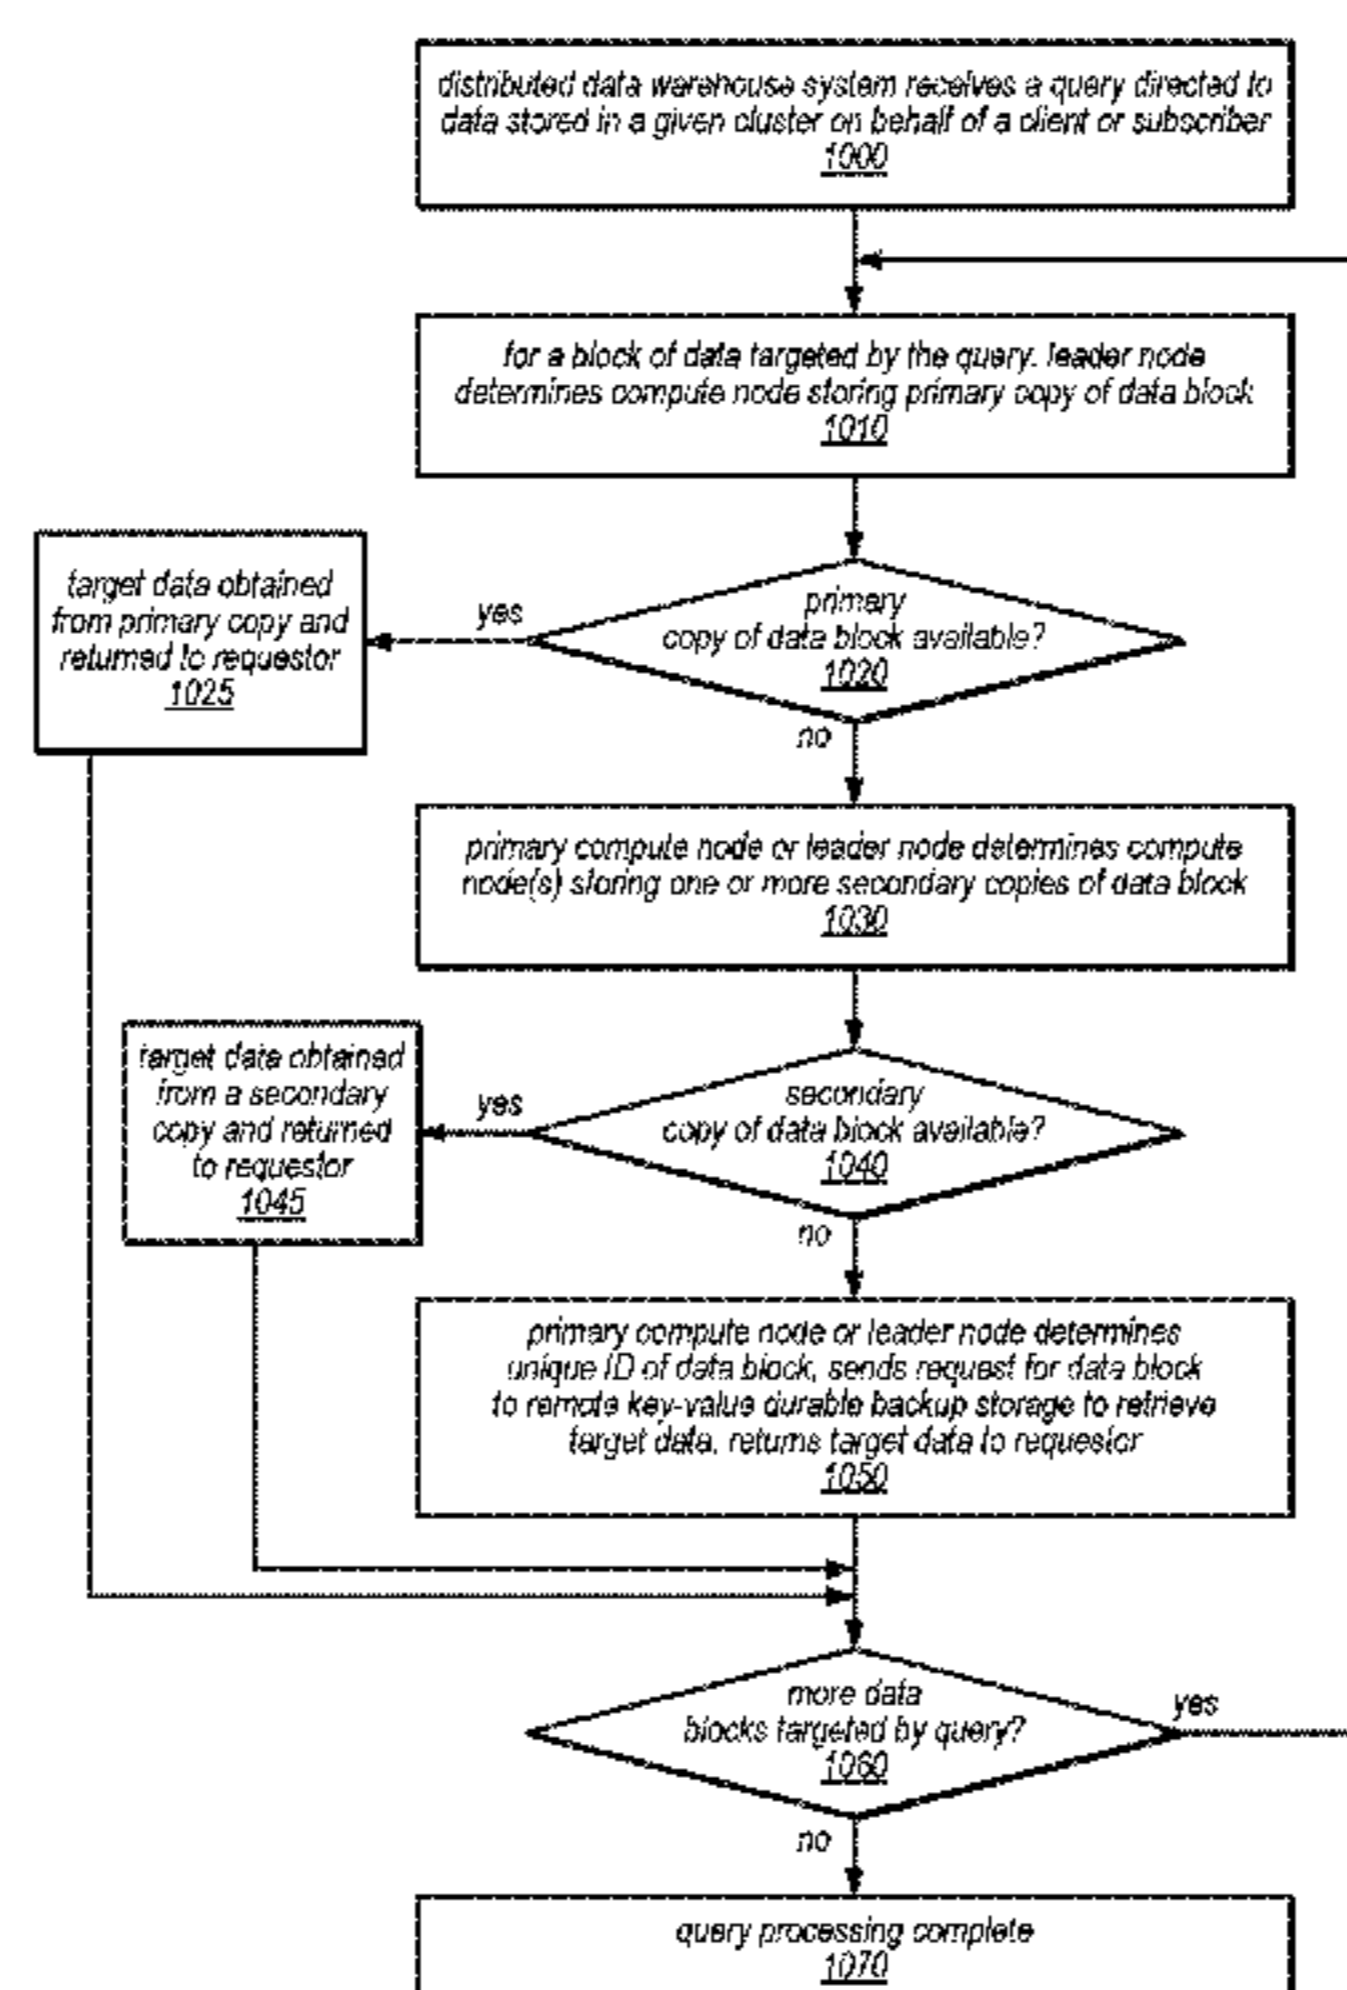 distributed data warehouse system receives a query directed to
data stored in a given cluster on behalf of a client or subscriber
1000
for a block of data targeted by the query, leader node
determines compute node storing primary copy of data block
1010
primary
copy of data block available?
1020
yes
no
target data obtained
from primary copy and
returned to requestor
1025
primary compute node or leader node determines compute
node(s) storing one or more secondary copies of data block
1030
secondary
copy of data block available?
1040
yes
no
target data obtained
from a secondary
copy and returned
to requestor
1045
primary compute node or leader node determines
unique ID of data block, sends request for data block
to remote key-value durable backup storage to retrieve
target data, returns target data to requestor
1050
more data
blocks targeted by query?
1060
yes
no
query processing complete
1070